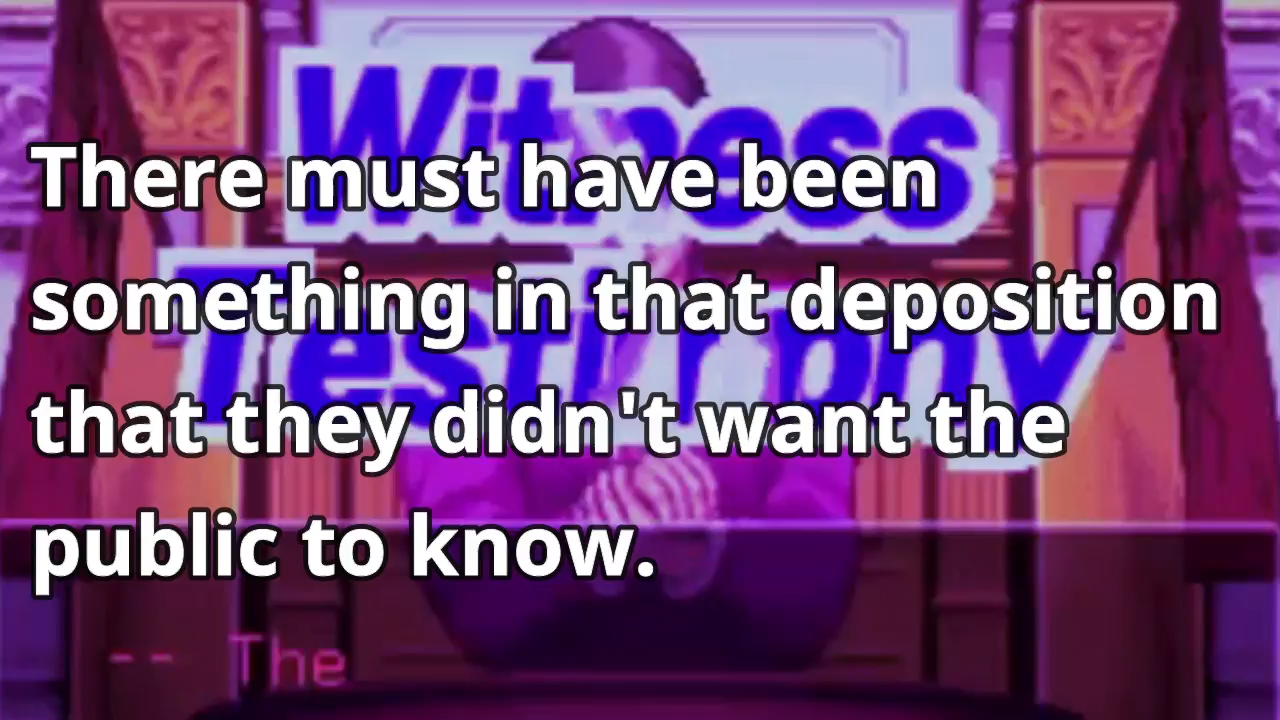 Witness
There must have been
something in that deposition
Testimony
that they didn't want the
public to know.
-- The